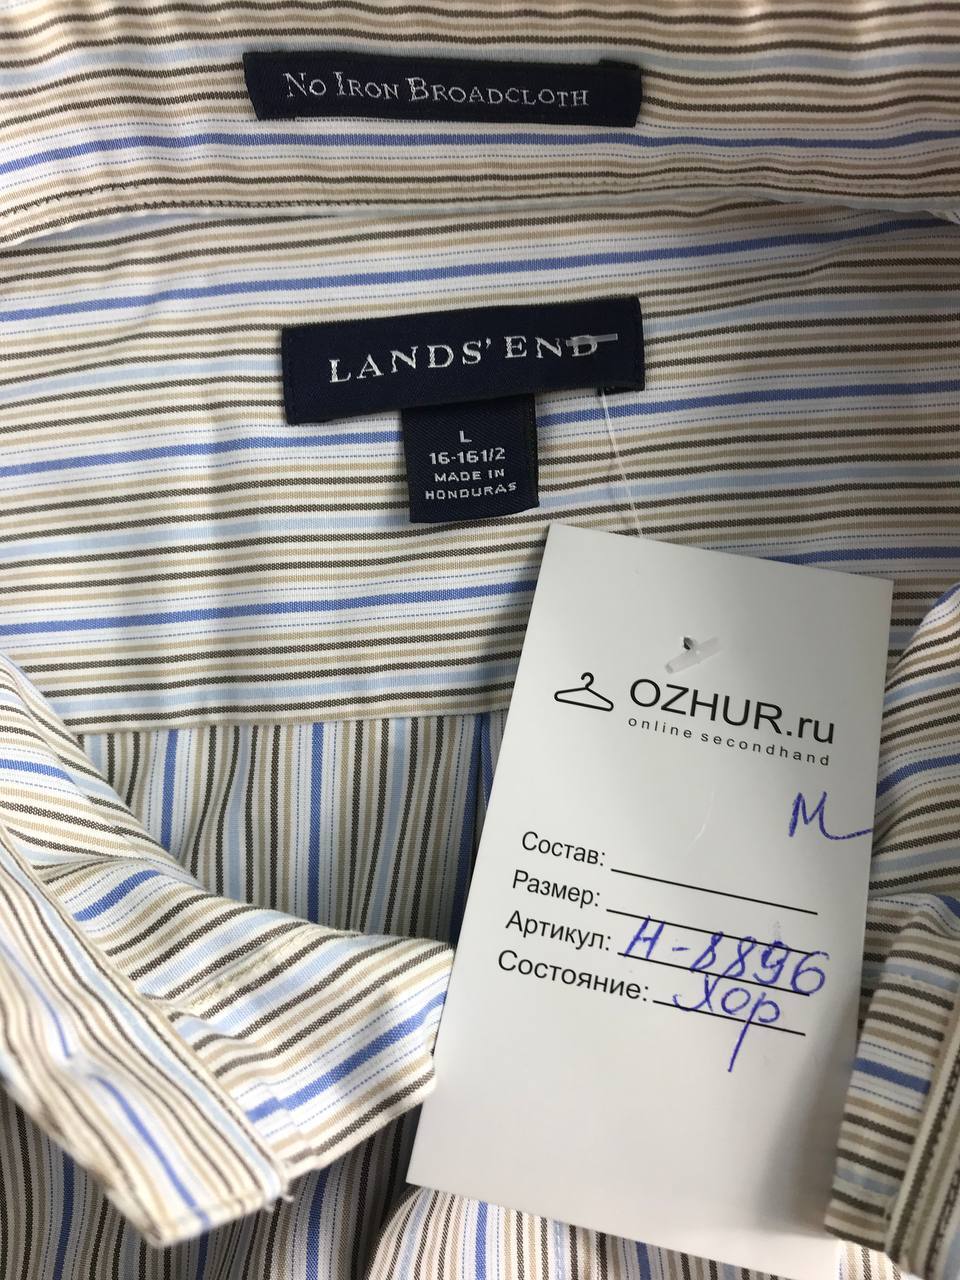 NO IRON BROADCLOTH
LANDS' END
L
16-16 1/2
MADE IN
HONDURAS
OZHUR.ru
online secondhand
М
Состав:
Размер:
Артикул: Н-8896
Состояние: Хор